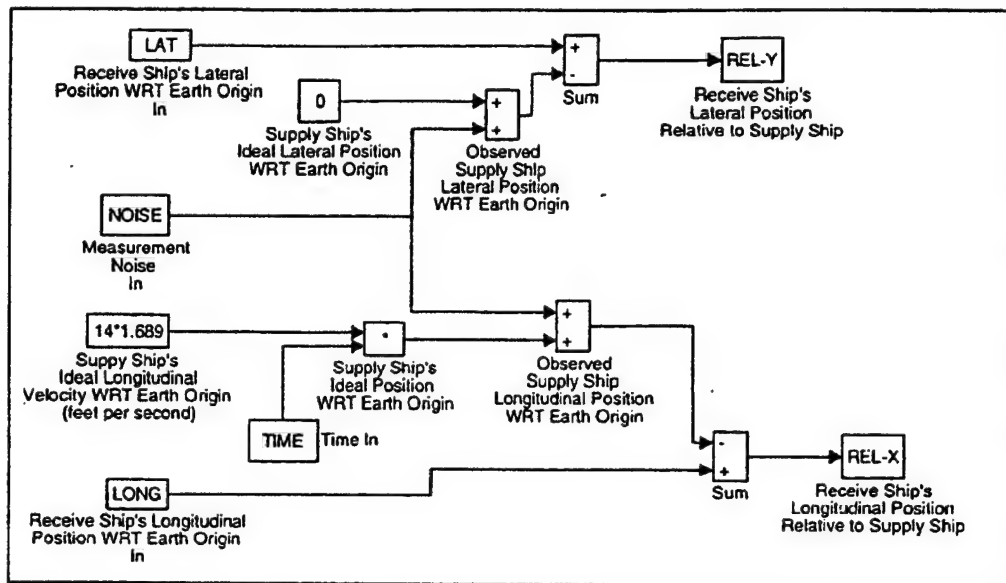 LAT
Receive Ship's Lateral
Position WRT Earth Origin
In
+
-
Sum
REL-Y
Receive Ship's
Lateral Position
Relative to Supply Ship
0
Supply Ship's
Ideal Lateral Position
WRT Earth Origin
+
+
Observed
Supply Ship
Lateral Position
WRT Earth Origin
NOISE
Measurement
Noise
In
14*1.689
Suppy Ship's
Ideal Longitudinal
Velocity WRT Earth Origin
(feet per second)
*
Supply Ship's
Ideal Position
WRT Earth Origin
+
+
Observed
Supply Ship
Longitudinal Position
WRT Earth Origin
TIME
Time In
-
+
Sum
REL-X
Receive Ship's
Longitudinal Position
Relative to Supply Ship
LONG
Receive Ship's Longitudinal
Position WRT Earth Origin
In